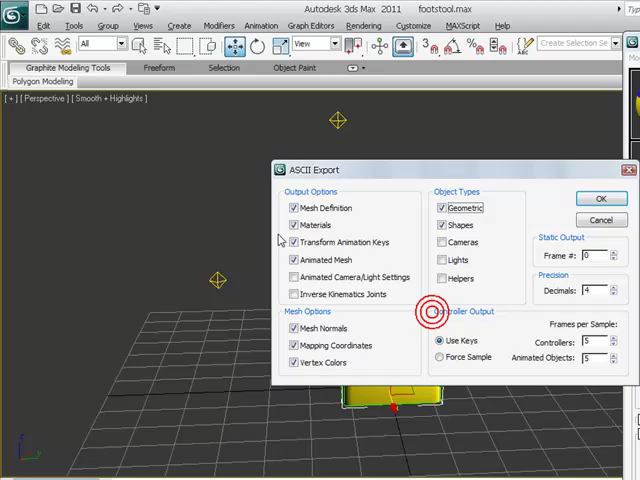 Autodesk 3ds Max 2011 footstool.max
Edit Tools Group Views Create Modifiers Animation Graph Editors Rendering Customize MAXScript Help
All View 3 Create Selection Se
Graphite Modeling Tools Freeform Selection Object Paint
Polygon Modeling
[ + ] [ Perspective ] [ Smooth + Highlights ]
ASCII Export
Output Options
Mesh Definition
Materials
Transform Animation Keys
Animated Mesh
Animated Camera/Light Settings
Inverse Kinematics Joints
Mesh Options
Mesh Normals
Mapping Coordinates
Vertex Colors
Object Types
Geometric
Shapes
Cameras
Lights
Helpers
Controller Output
Use Keys
Force Sample
Frames per Sample:
Controllers: 5
Animated Objects: 5
OK
Cancel
Static Output
Frame #: 0
Precision
Decimals: 4
z
y